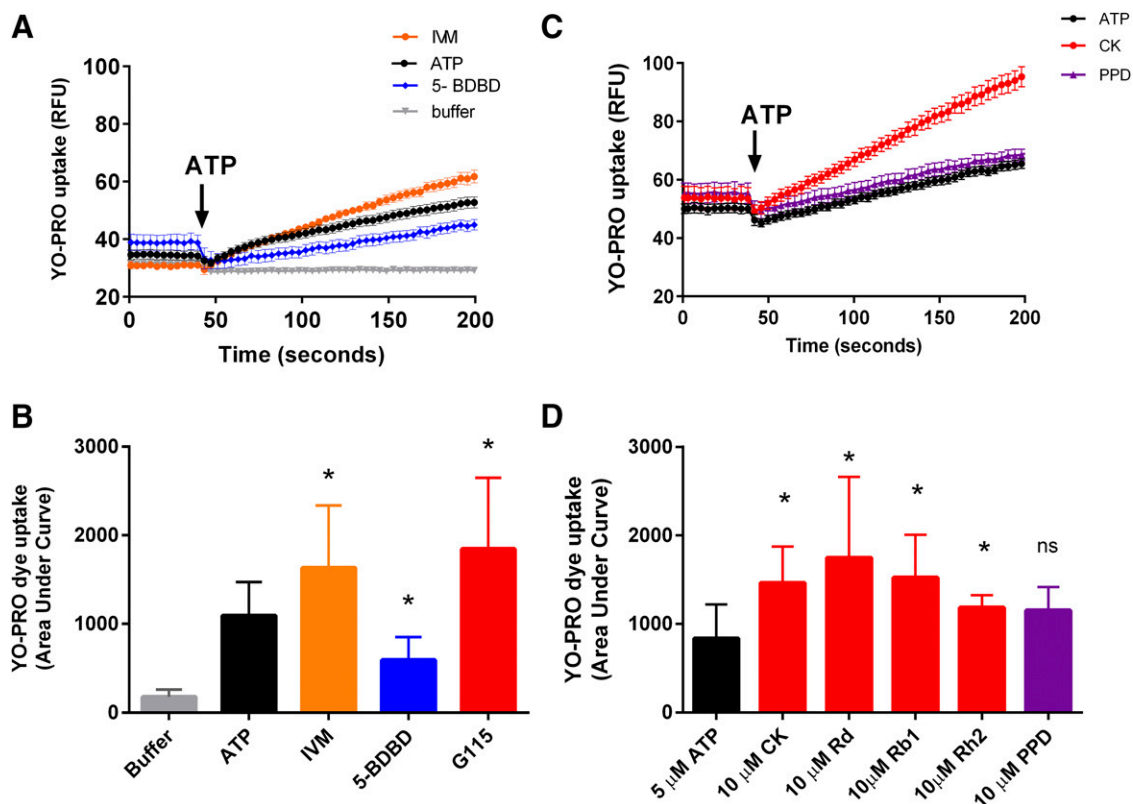 A
IVM
ATP
5- BDBD
buffer
YO-PRO uptake (RFU)
100
80
60
40
20
ATP
0
50
100
150
200
Time (seconds)
C
ATP
CK
PPD
YO-PRO uptake (RFU)
100
80
60
40
20
ATP
0
50
100
150
200
Time (seconds)
B
YO-PRO dye uptake
(Area Under Curve)
3000
2000
1000
0
*
*
*
Buffer
ATP
IVM
5-BDBD
G115
D
YO-PRO dye uptake
(Area Under Curve)
3000
2000
1000
0
*
*
*
*
ns
5 μM ATP
10 μM CK
10 μM Rd
10μM Rb1
10μM Rh2
10 μM PPD